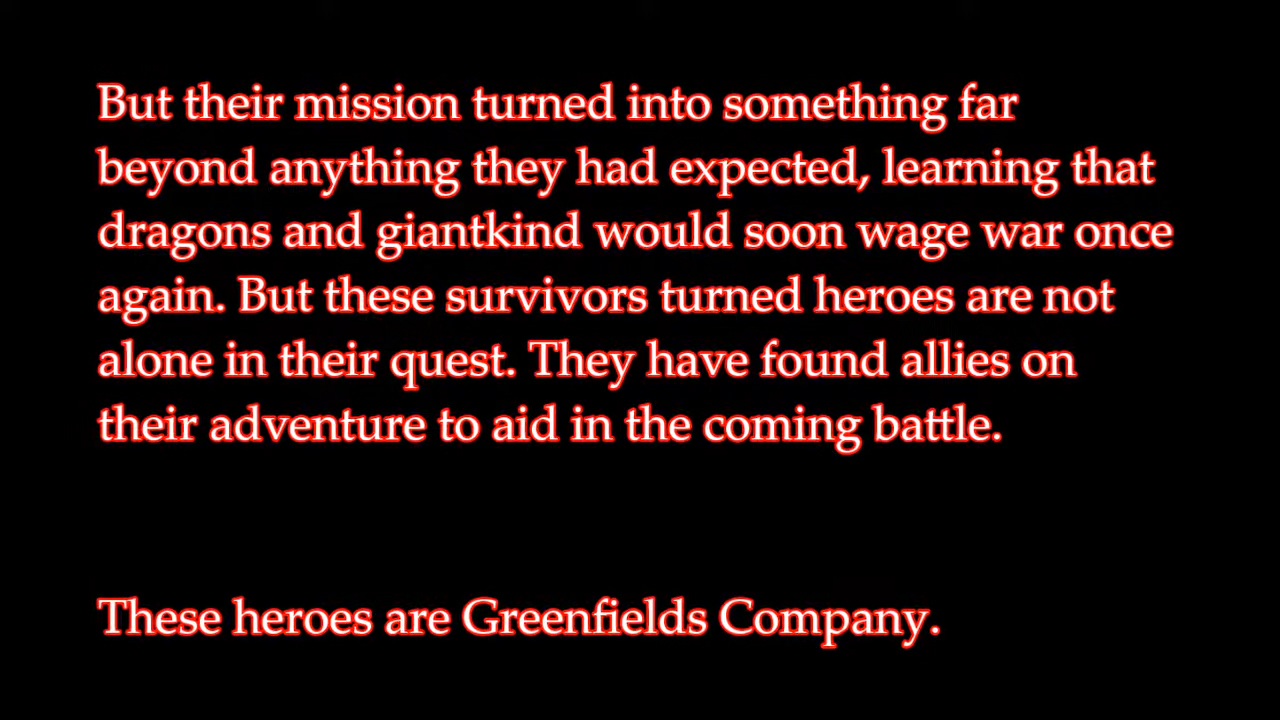 But their mission turned into something far
beyond anything they had expected, learning that
dragons and giantkind would soon wage war once
again. But these survivors turned heroes are not
alone in their quest. They have found allies on
their adventure to aid in the coming battle.
These heroes are Greenfields Company.